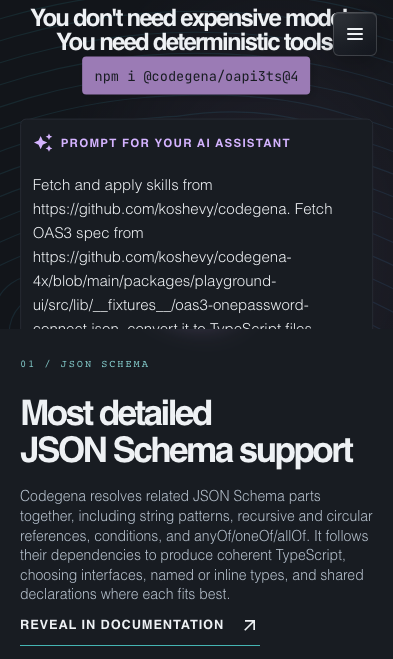 You don't need expensive
You need deterministic tools
npm i @codegena/oapi3ts@4
PROMPT FOR YOUR AI ASSISTANT
Fetch and apply skills from
https://github.com/koshevy/codegena. Fetch
OAS3 spec from
https://github.com/koshevy/codegena-
4x/blob/main/packages/playground-
ui/src/lib/__fixtures__/oas3-onepassword-
connect.json, convert it to TypeScript files
01 / JSON SCHEMA
Most detailed
JSON Schema support
Codegena resolves related JSON Schema parts
together, including string patterns, recursive and circular
references, conditions, and anyOf/oneOf/allOf. It follows
their dependencies to produce coherent TypeScript,
choosing interfaces, named or inline types, and shared
declarations where each fits best.
REVEAL IN DOCUMENTATION